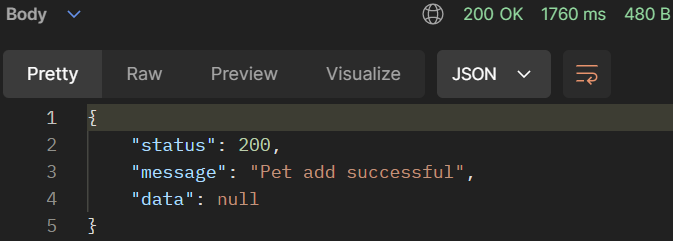 Body 200 OK 1760 ms 480 B
Pretty Raw Preview Visualize JSON
1 {
2 "status": 200,
3 "message": "Pet add successful",
4 "data": null
5 }